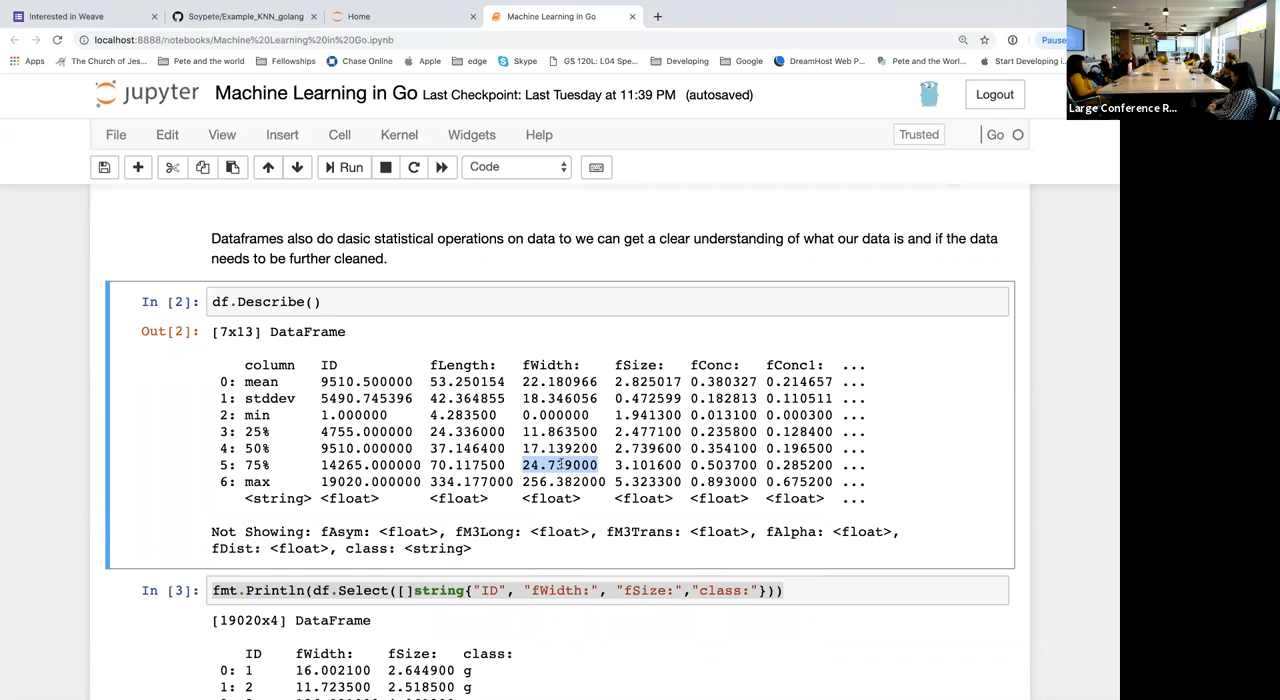 Interested in Weave
Soypete/Example_KNN_golang
Home
Machine Learning in Go
localhost:8888/notebooks/Machine%20Learning%20in%20Go.ipynb
Pause
Apps The Church of Jes... Pete and the world Fellowships Chase Online Apple edge Skype GS 120L: L04 Spe... Developing Google DreamHost Web P... Pete and the Worl... Start Developing i...
Large Conference R...
jupyter Machine Learning in Go Last Checkpoint: Last Tuesday at 11:39 PM (autosaved)
Logout
File Edit View Insert Cell Kernel Widgets Help
Trusted Go
Run
Code
Dataframes also do dasic statistical operations on data to we can get a clear understanding of what our data is and if the data
needs to be further cleaned.
In [2]: df.Describe()
Out[2]: [7x13] DataFrame
column ID fLength: fWidth: fSize: fConc: fConc1: ...
0: mean 9510.500000 53.250154 22.180966 2.825017 0.380327 0.214657 ...
1: stddev 5490.745396 42.364855 18.346056 0.472599 0.182813 0.110511 ...
2: min 1.000000 4.283500 0.000000 1.941300 0.013100 0.000300 ...
3: 25% 4755.000000 24.336000 11.863500 2.477100 0.235800 0.128400 ...
4: 50% 9510.000000 37.146400 17.139200 2.739600 0.354100 0.196500 ...
5: 75% 14265.000000 70.117500 24.739000 3.101600 0.503700 0.285200 ...
6: max 19020.000000 334.177000 256.382000 5.323300 0.893000 0.675200 ...
<string> <float> <float> <float> <float> <float> <float> ...
Not Showing: fAsym: <float>, fM3Long: <float>, fM3Trans: <float>, fAlpha: <float>,
fDist: <float>, class: <string>
In [3]: fmt.Println(df.Select([]string{"ID", "fWidth:", "fSize:","class:"}))
[19020x4] DataFrame
ID fWidth: fSize: class:
0: 1 16.002100 2.644900 g
1: 2 11.723500 2.518500 g